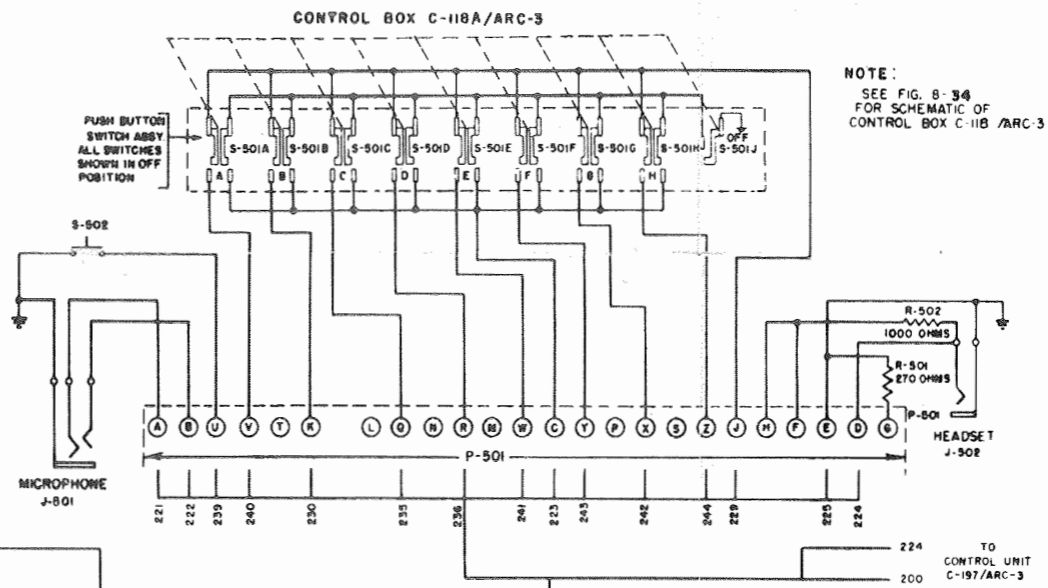 CONTROL BOX C-118A/ARC-3
NOTE:
SEE FIG. 8-34
FOR SCHEMATIC OF
CONTROL BOX C-118 /ARC-3
PUSH BUTTON
SWITCH ASSY.
ALL SWITCHES
SHOWN IN OFF
POSITION
S-501A S-501B S-501C S-501D S-501E S-501F S-501G S-501H OFF S-501J
A B C D E F G H
S-502
R-502
1000 OHMS
R-501
270 OHMS
P-501
A B U V T K L Q N R W C Y P X S Z J M F E D G
HEADSET
J-502
P-501
MICROPHONE
J-501
221 222 239 240 230 235 236 241 223 243 242 244 229 225 224
224 TO
CONTROL UNIT
200 C-197/ARC-3